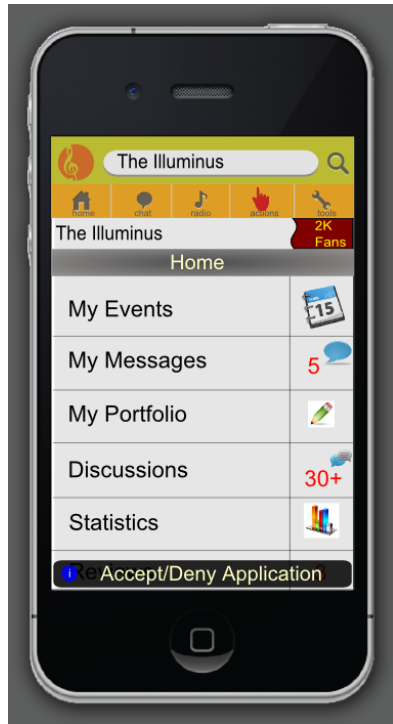 The Illuminus
home chat radio actions tools
The Illuminus
2K
Fans
Home
My Events
15
My Messages
5
My Portfolio
Discussions
30+
Statistics
Reviews
i Accept/Deny Application